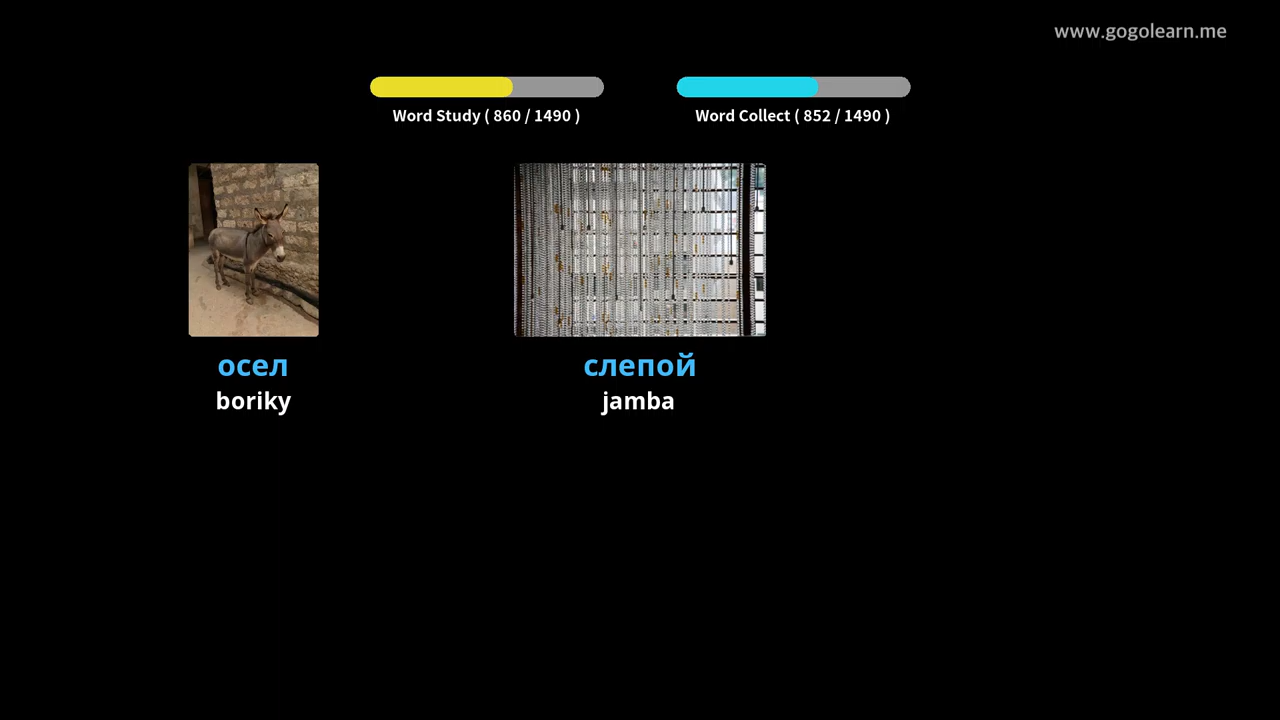 www.gogolearn.me
Word Study ( 860 / 1490 )
Word Collect ( 852 / 1490 )
осел
boriky
слепой
jamba